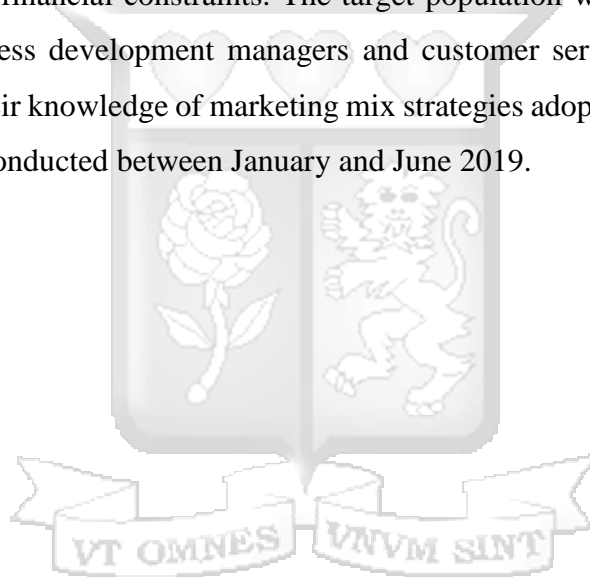 financial constraints. The target population w
ess development managers and customer ser
eir knowledge of marketing mix strategies adop
onducted between January and June 2019.
VT OMNES VNVM SINT